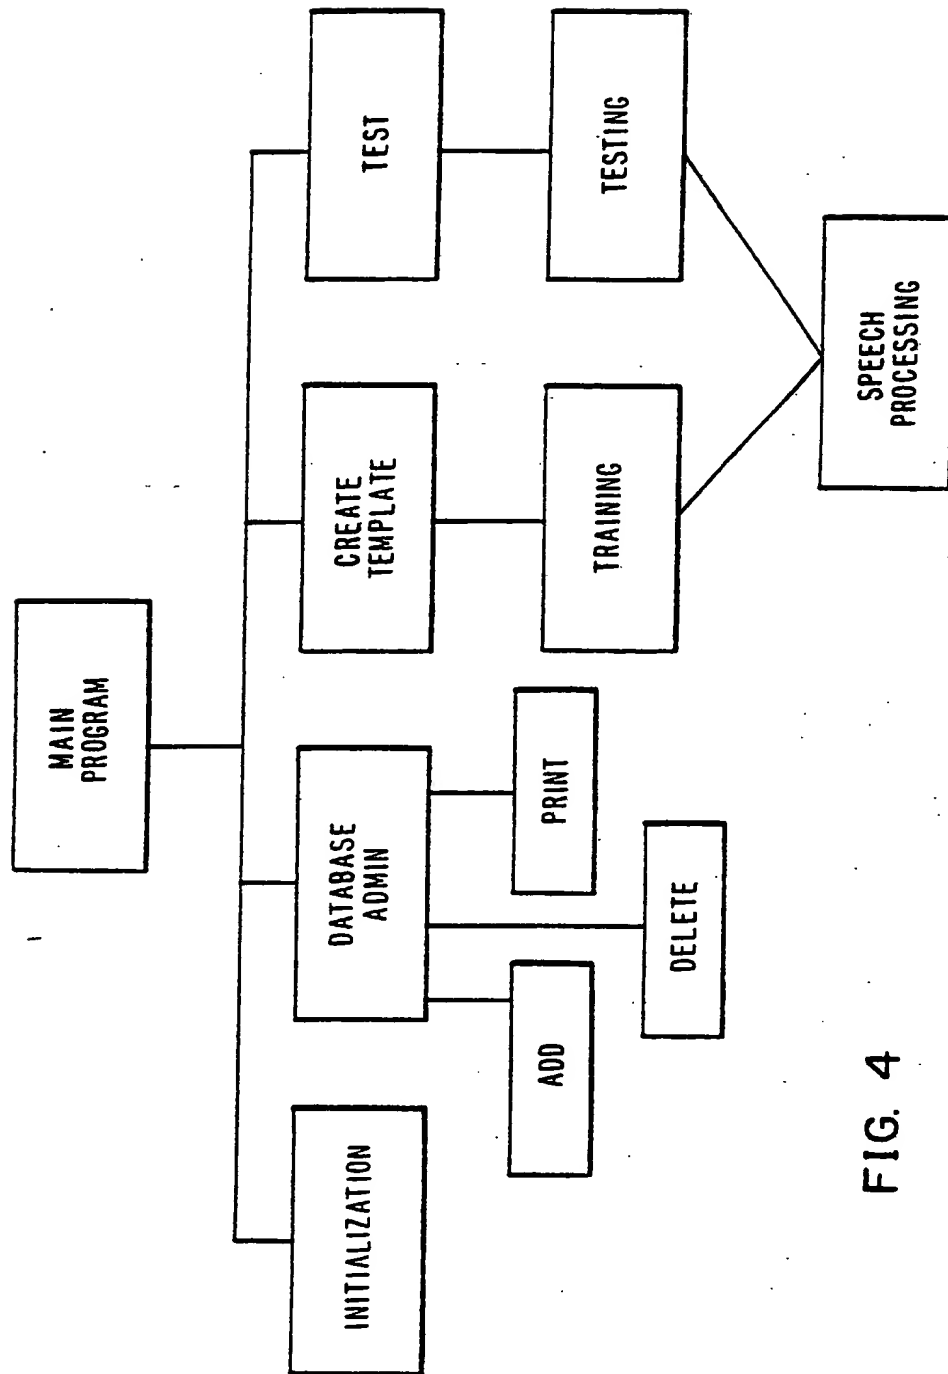 MAIN
PROGRAM
INITIALIZATION
DATABASE
ADMIN
CREATE
TEMPLATE
TEST
ADD
DELETE
PRINT
TRAINING
TESTING
SPEECH
PROCESSING
FIG. 4